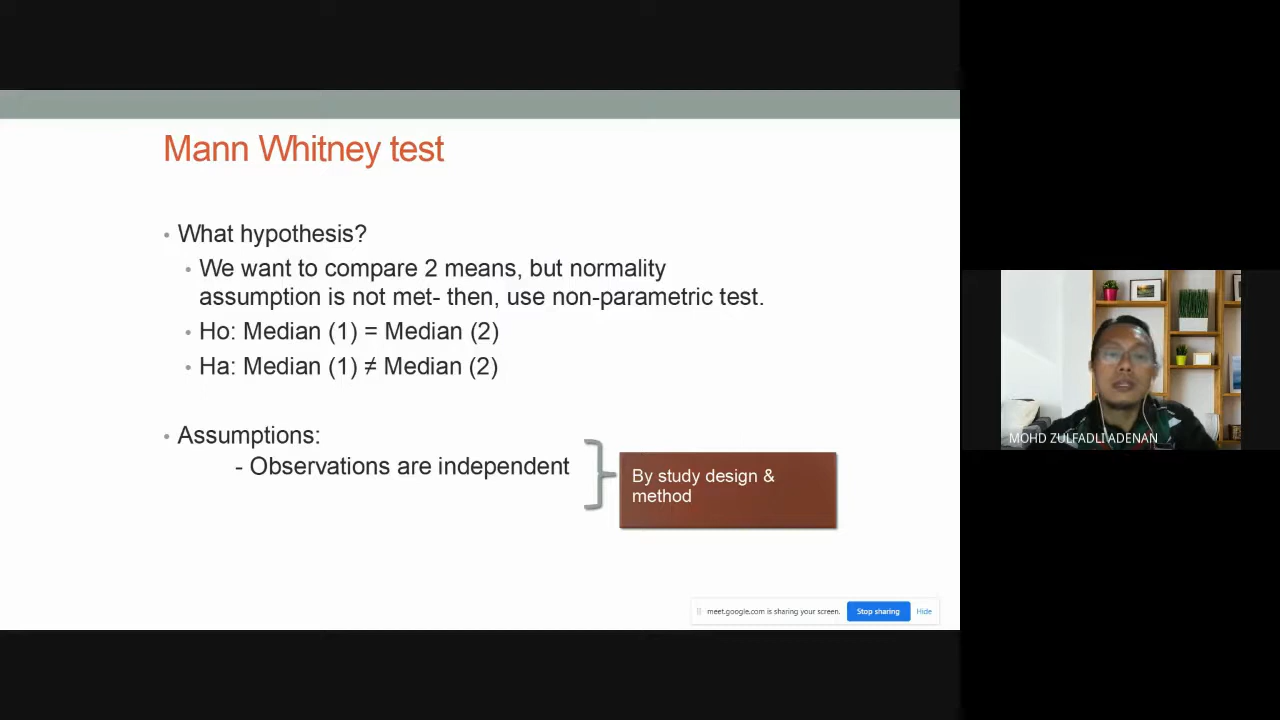 Mann Whitney test
• What hypothesis?
• We want to compare 2 means, but normality
assumption is not met- then, use non-parametric test.
• Ho: Median (1) = Median (2)
• Ha: Median (1) ≠ Median (2)
• Assumptions:
- Observations are independent
By study design &
method
meet.google.com is sharing your screen.
Stop sharing
Hide
MOHD ZULFADLI ADENAN